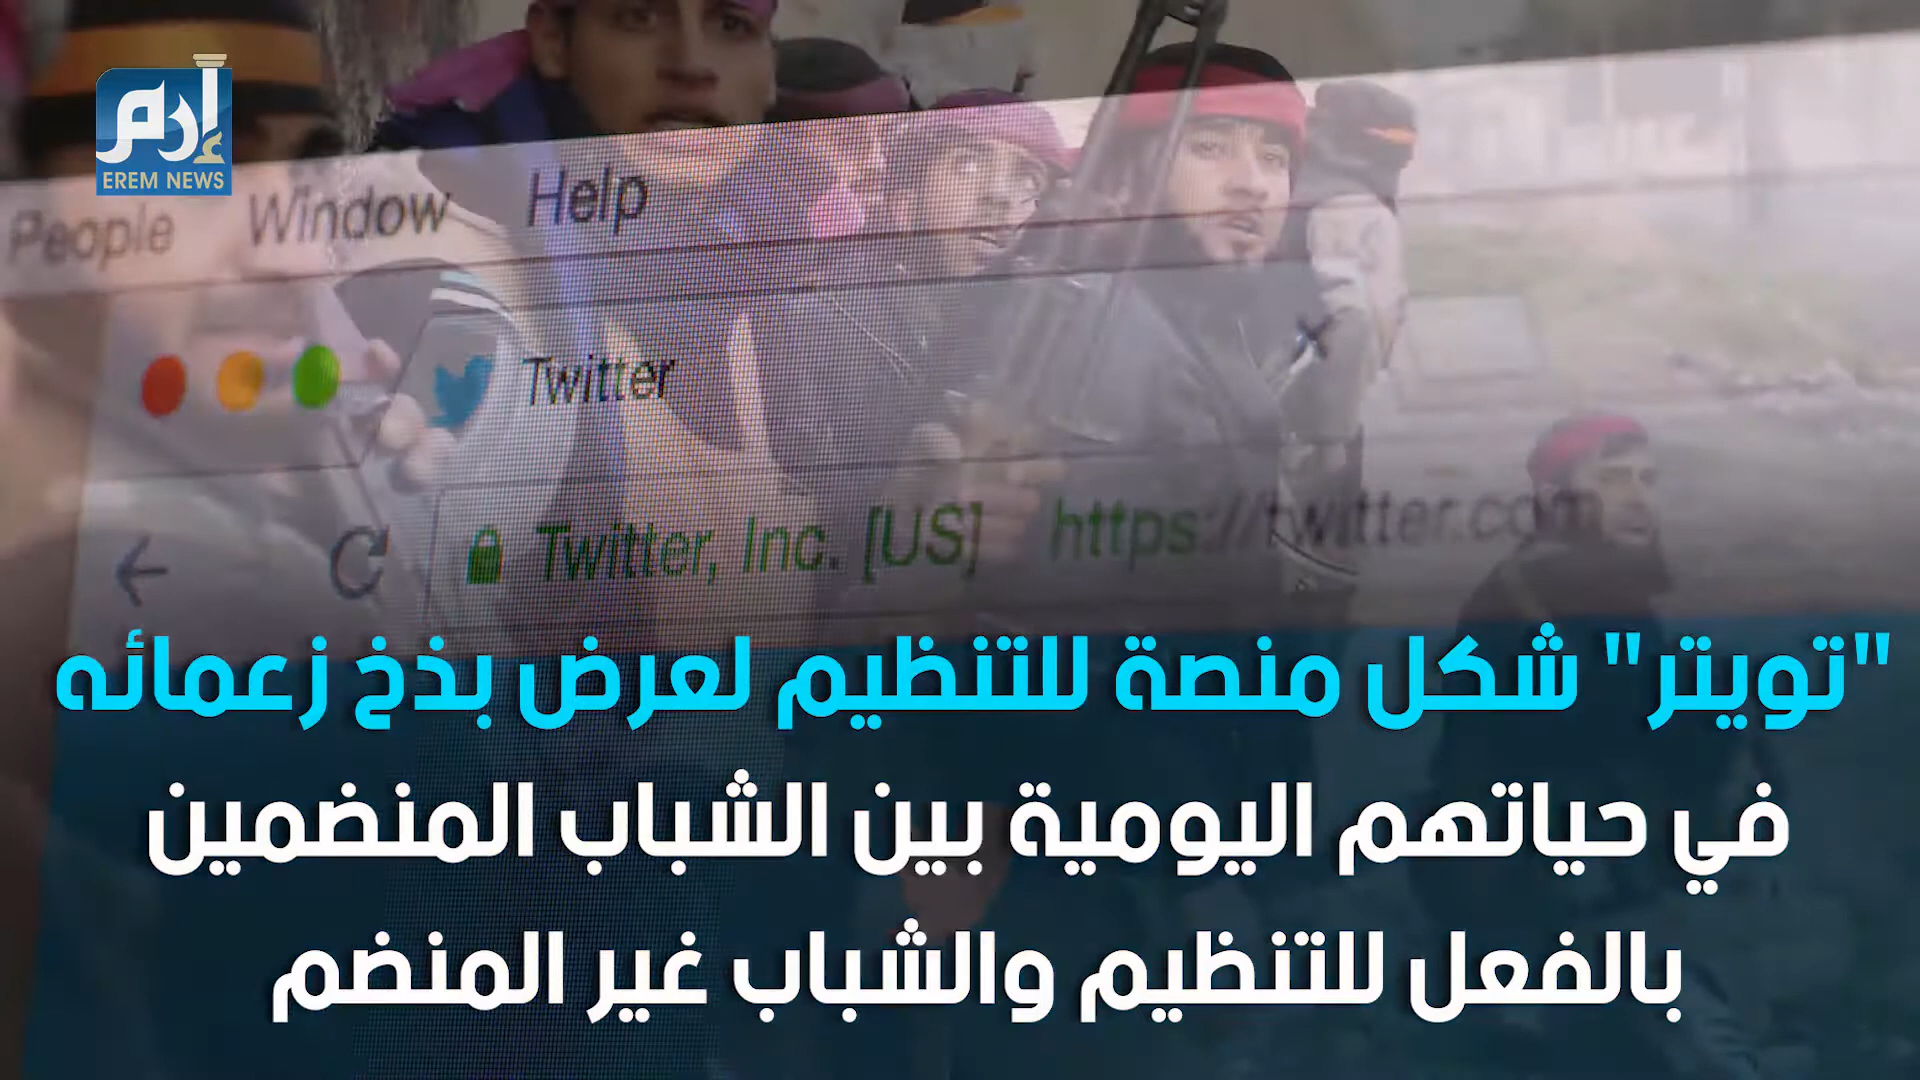 إرم
EREM NEWS
People Window Help
Twitter
Twitter, Inc. [US] https://twitter.com
"تويتر" شكل منصة للتنظيم لعرض بذخ زعمائه
في حياتهم اليومية بين الشباب المنضمين
بالفعل للتنظيم والشباب غير المنضم